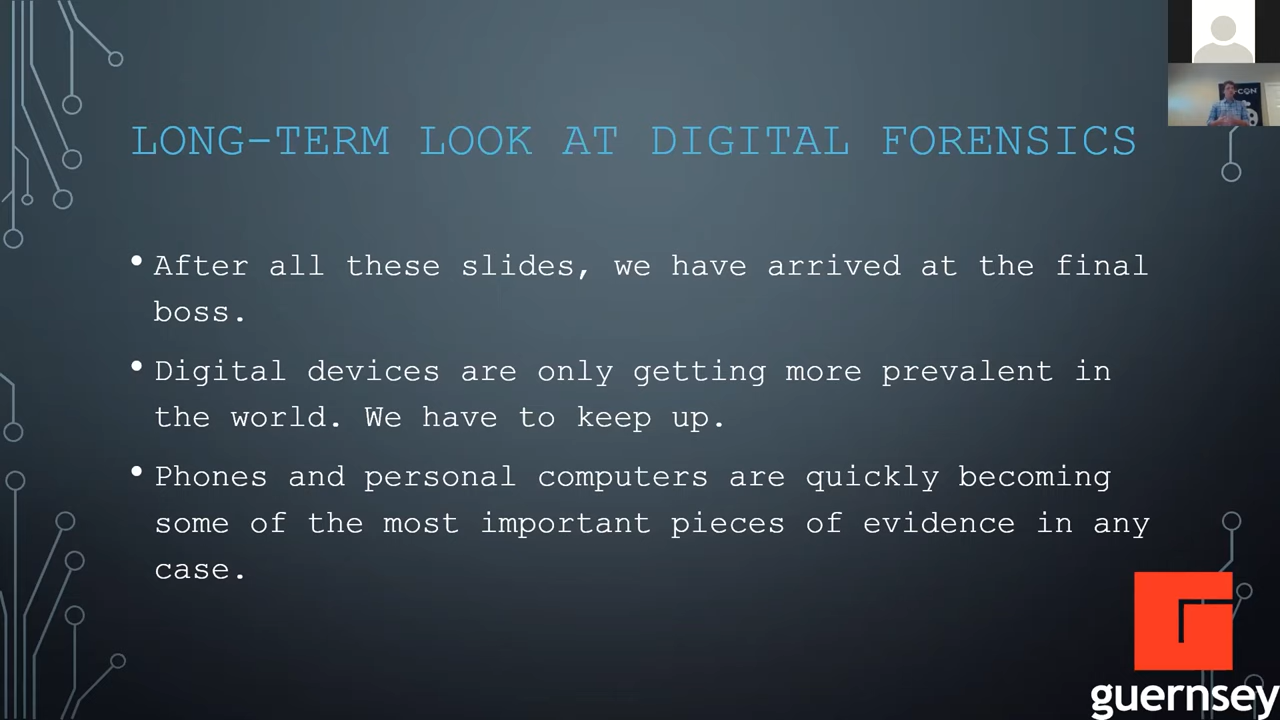 LONG-TERM LOOK AT DIGITAL FORENSICS
• After all these slides, we have arrived at the final
boss.
• Digital devices are only getting more prevalent in
the world. We have to keep up.
• Phones and personal computers are quickly becoming
some of the most important pieces of evidence in any
case.
guernsey